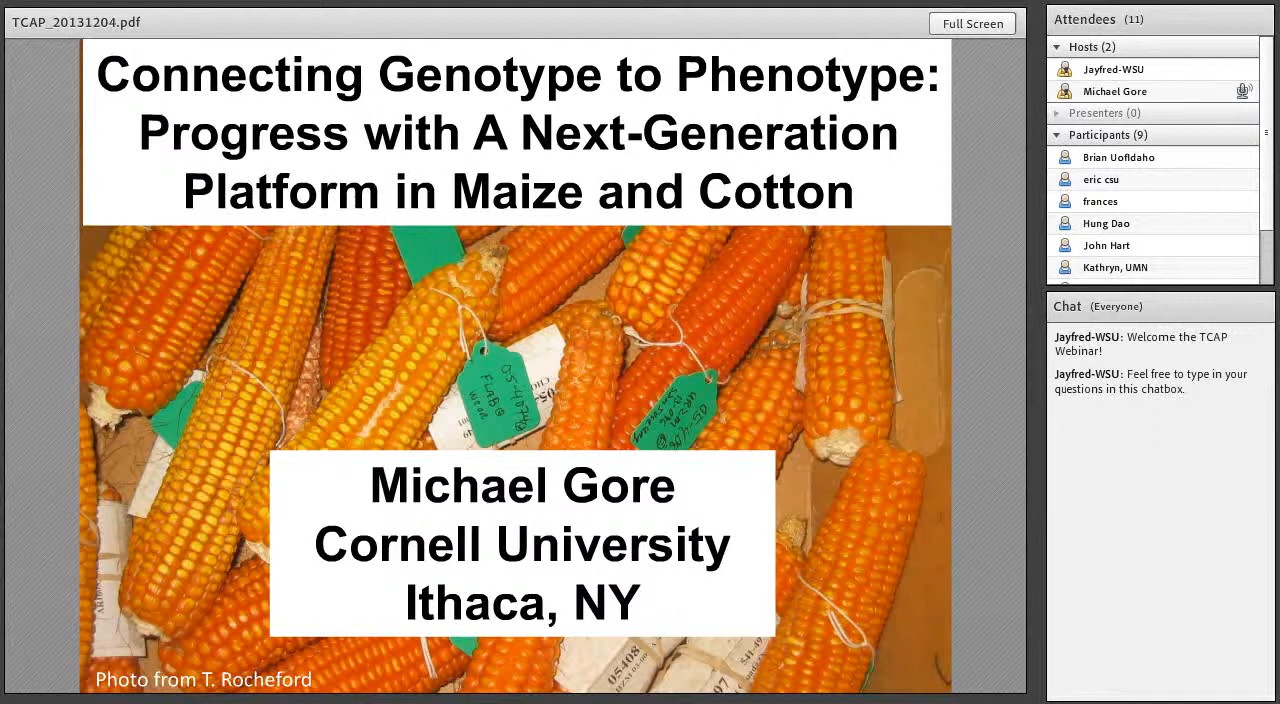 TCAP_20131204.pdf
Full Screen
Connecting Genotype to Phenotype:
Progress with A Next-Generation
Platform in Maize and Cotton
FLAB@
05408
Michael Gore
Cornell University
Ithaca, NY
Photo from T. Rocheford
Attendees (11)
Hosts (2)
Jayfred-WSU
Michael Gore
Presenters (0)
Participants (9)
Brian UofIdaho
eric csu
frances
Hung Dao
John Hart
Kathryn, UMN
Chat (Everyone)
Jayfred-WSU: Welcome the TCAP
Webinar!
Jayfred-WSU: Feel free to type in your
questions in this chatbox.